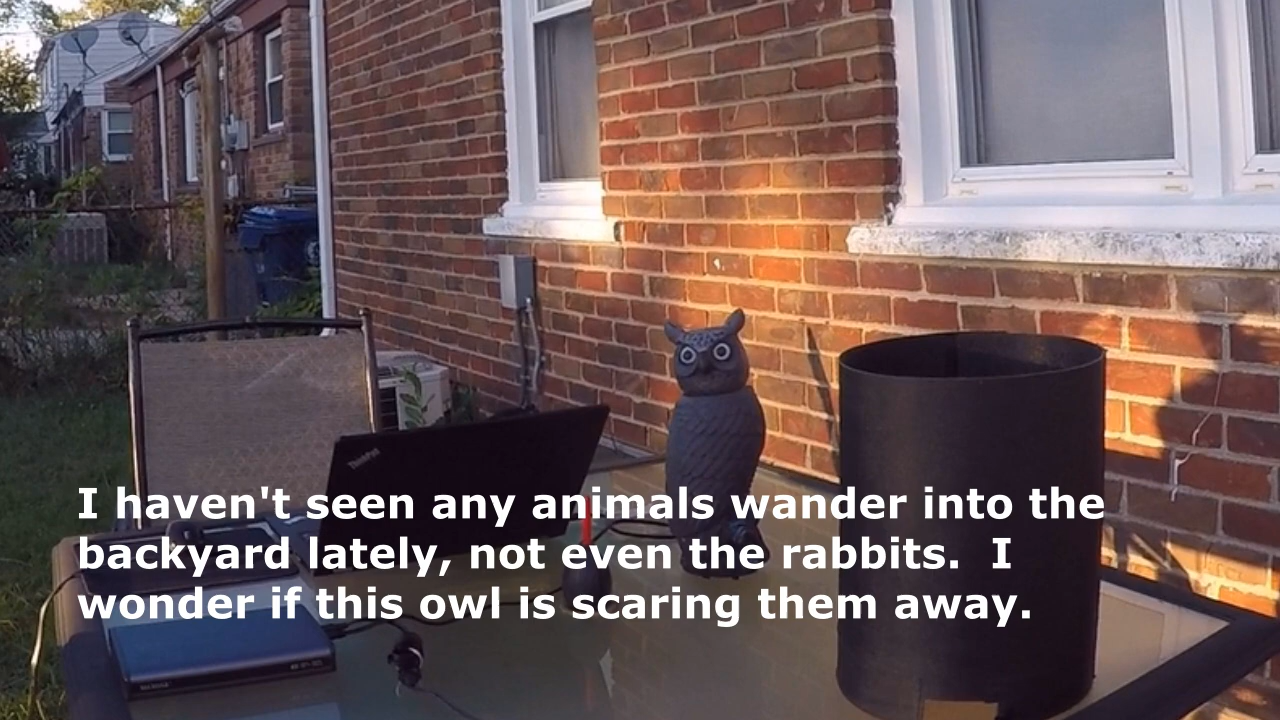 ThinkPad
I haven't seen any animals wander into the
backyard lately, not even the rabbits.  I
wonder if this owl is scaring them away.